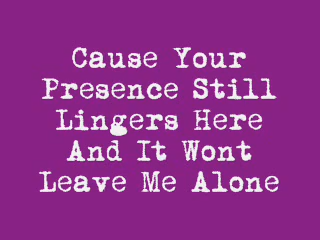 Cause Your
Presence Still
Lingers Here
And It Wont
Leave Me Alone